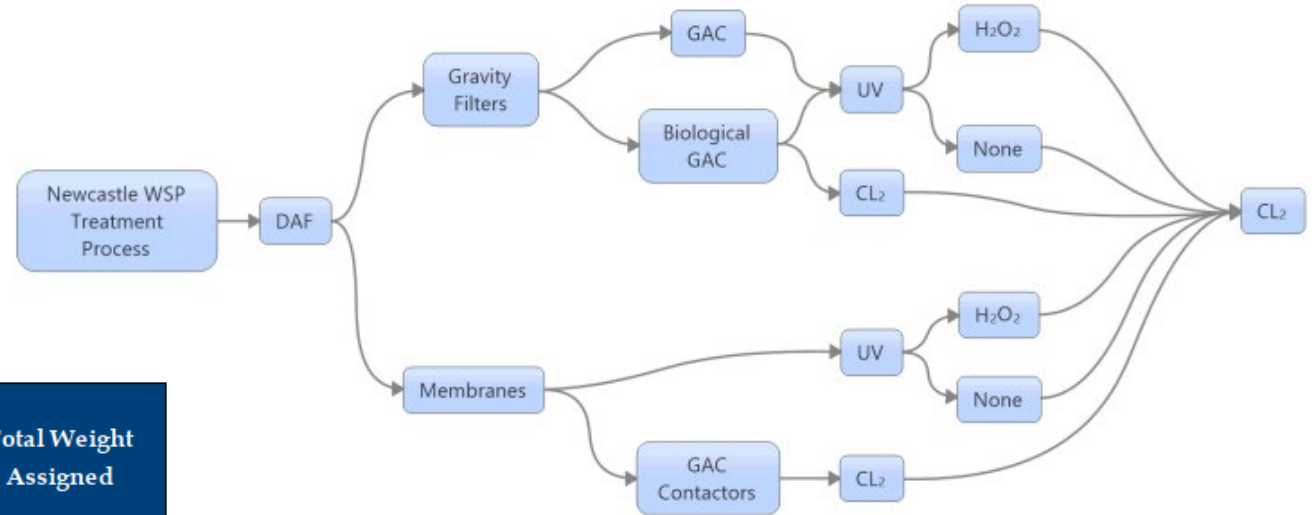 Newcastle WSP
Treatment
Process
DAF
Gravity
Filters
GAC
Biological
GAC
UV
H₂O₂
None
CL₂
CL₂
Membranes
UV
H₂O₂
None
GAC
Contactors
CL₂
Total Weight
Assigned